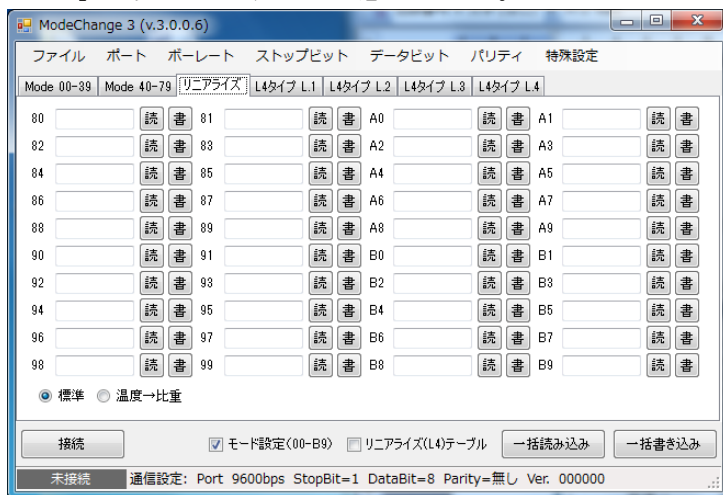 ModeChange 3 (v.3.0.0.6)
ファイル ポート ボーレート ストップビット データビット パリティ 特殊設定
Mode 00-39 Mode 40-79 リニアライズ L4タイプ L.1 L4タイプ L.2 L4タイプ L.3 L4タイプ L.4
80 読 書 81 読 書 A0 読 書 A1 読 書
82 読 書 83 読 書 A2 読 書 A3 読 書
84 読 書 85 読 書 A4 読 書 A5 読 書
86 読 書 87 読 書 A6 読 書 A7 読 書
88 読 書 89 読 書 A8 読 書 A9 読 書
90 読 書 91 読 書 B0 読 書 B1 読 書
92 読 書 93 読 書 B2 読 書 B3 読 書
94 読 書 95 読 書 B4 読 書 B5 読 書
96 読 書 97 読 書 B6 読 書 B7 読 書
98 読 書 99 読 書 B8 読 書 B9 読 書
標準 温度→比重
接続 モード設定(00-B9) リニアライズ(L4)テーブル 一括読み込み 一括書き込み
未接続 通信設定: Port 9600bps StopBit=1 DataBit=8 Parity=無し Ver. 000000